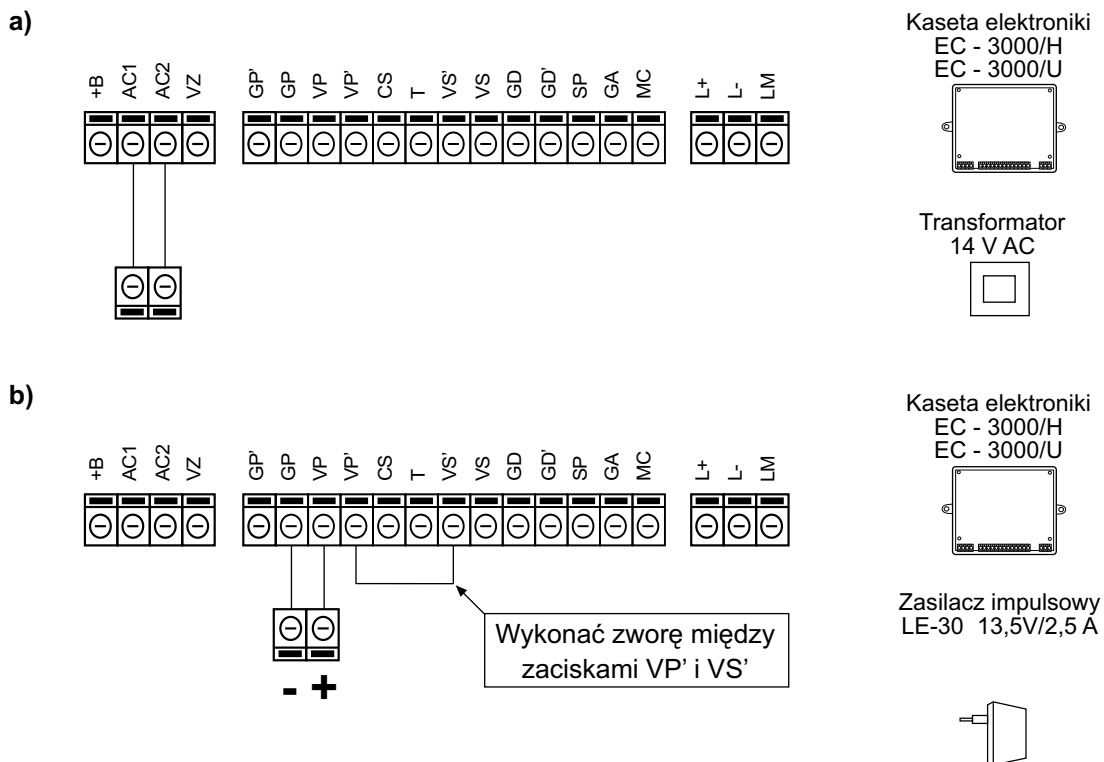 a)
+B AC1 AC2 VZ GP' GP VP VP' CS T VS' VS GD GD' SP GA MC L+ L- LM
Kaseta elektroniki
EC - 3000/H
EC - 3000/U
Transformator
14 V AC
b)
+B AC1 AC2 VZ GP' GP VP VP' CS T VS' VS GD GD' SP GA MC L+ L- LM
- +
Wykonać zworę między
zaciskami VP' i VS'
Kaseta elektroniki
EC - 3000/H
EC - 3000/U
Zasilacz impulsowy
LE-30 13,5V/2,5 A